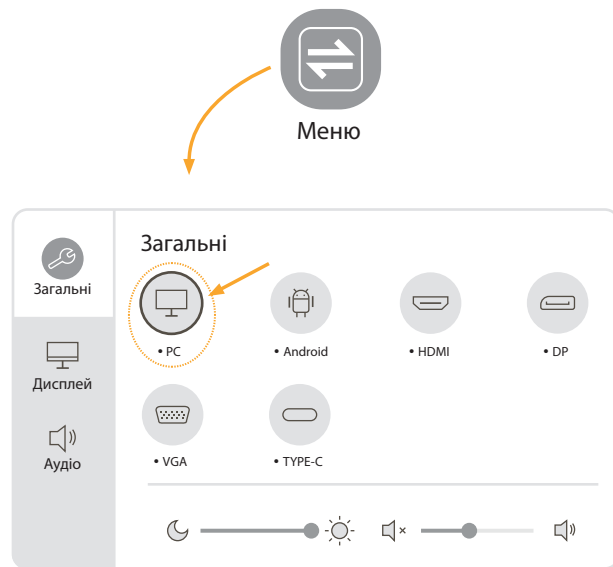 Меню
Загальні
Загальні
• PC
• Android
• HDMI
• DP
Дисплей
Аудіо
• VGA
• TYPE-C